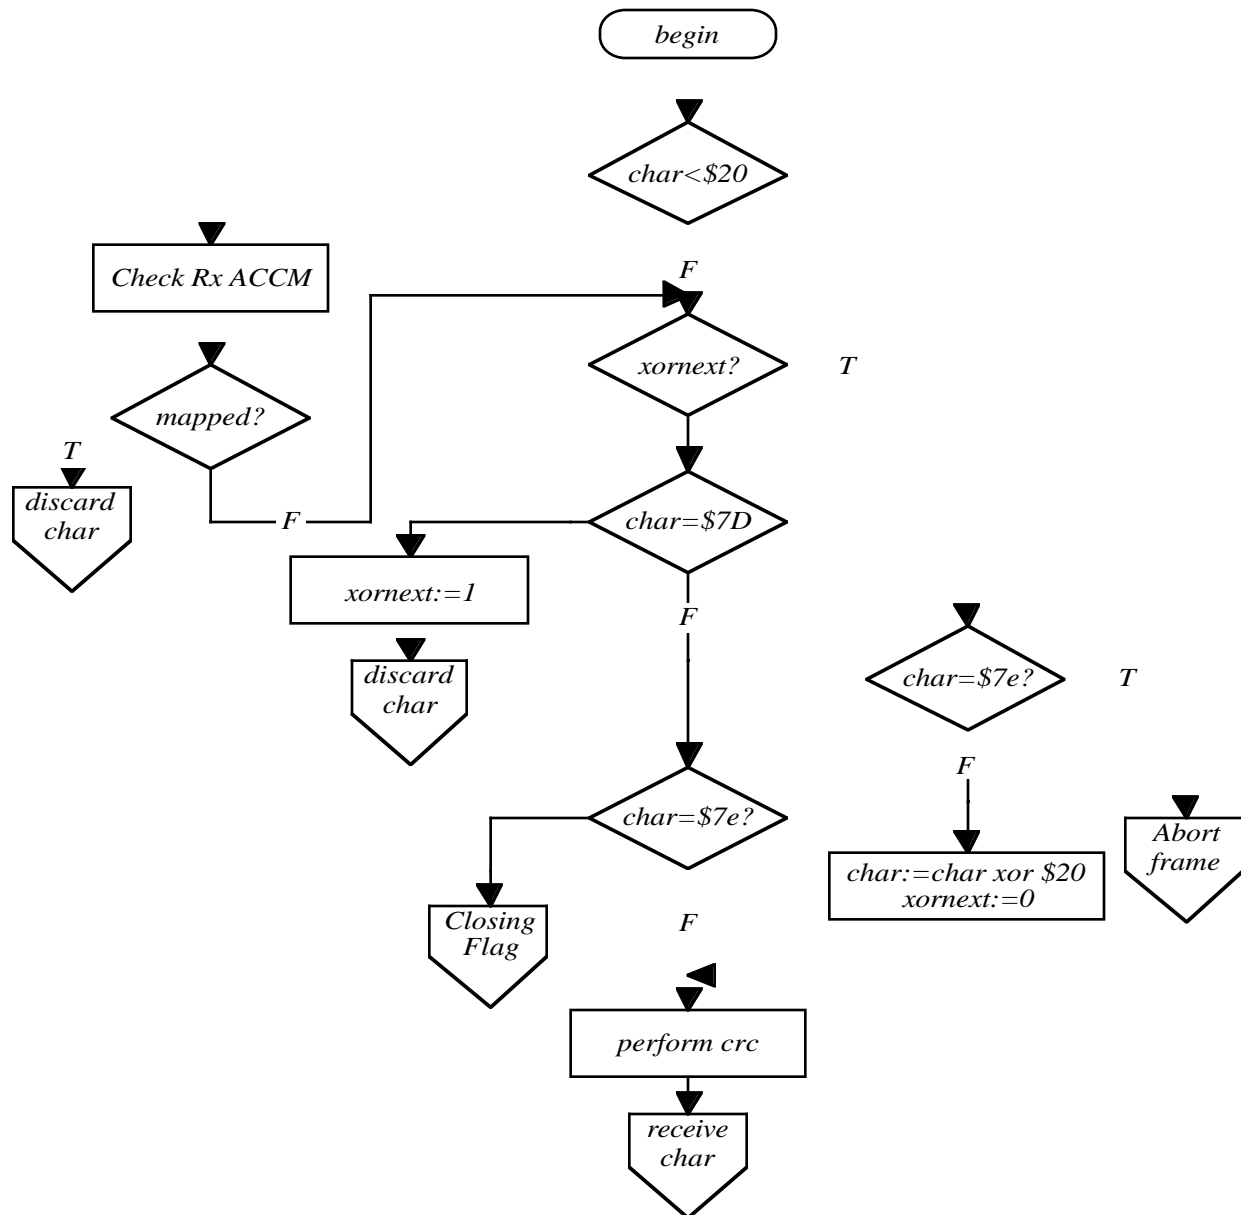 begin
char<$20
F
Check Rx ACCM
xornext?
T
mapped?
T
discard
char
F
char=$7D
xornext:=1
F
discard
char
char=$7e?
T
F
char=$7e?
Abort
frame
char:=char xor $20
xornext:=0
Closing
Flag
F
perform crc
receive
char